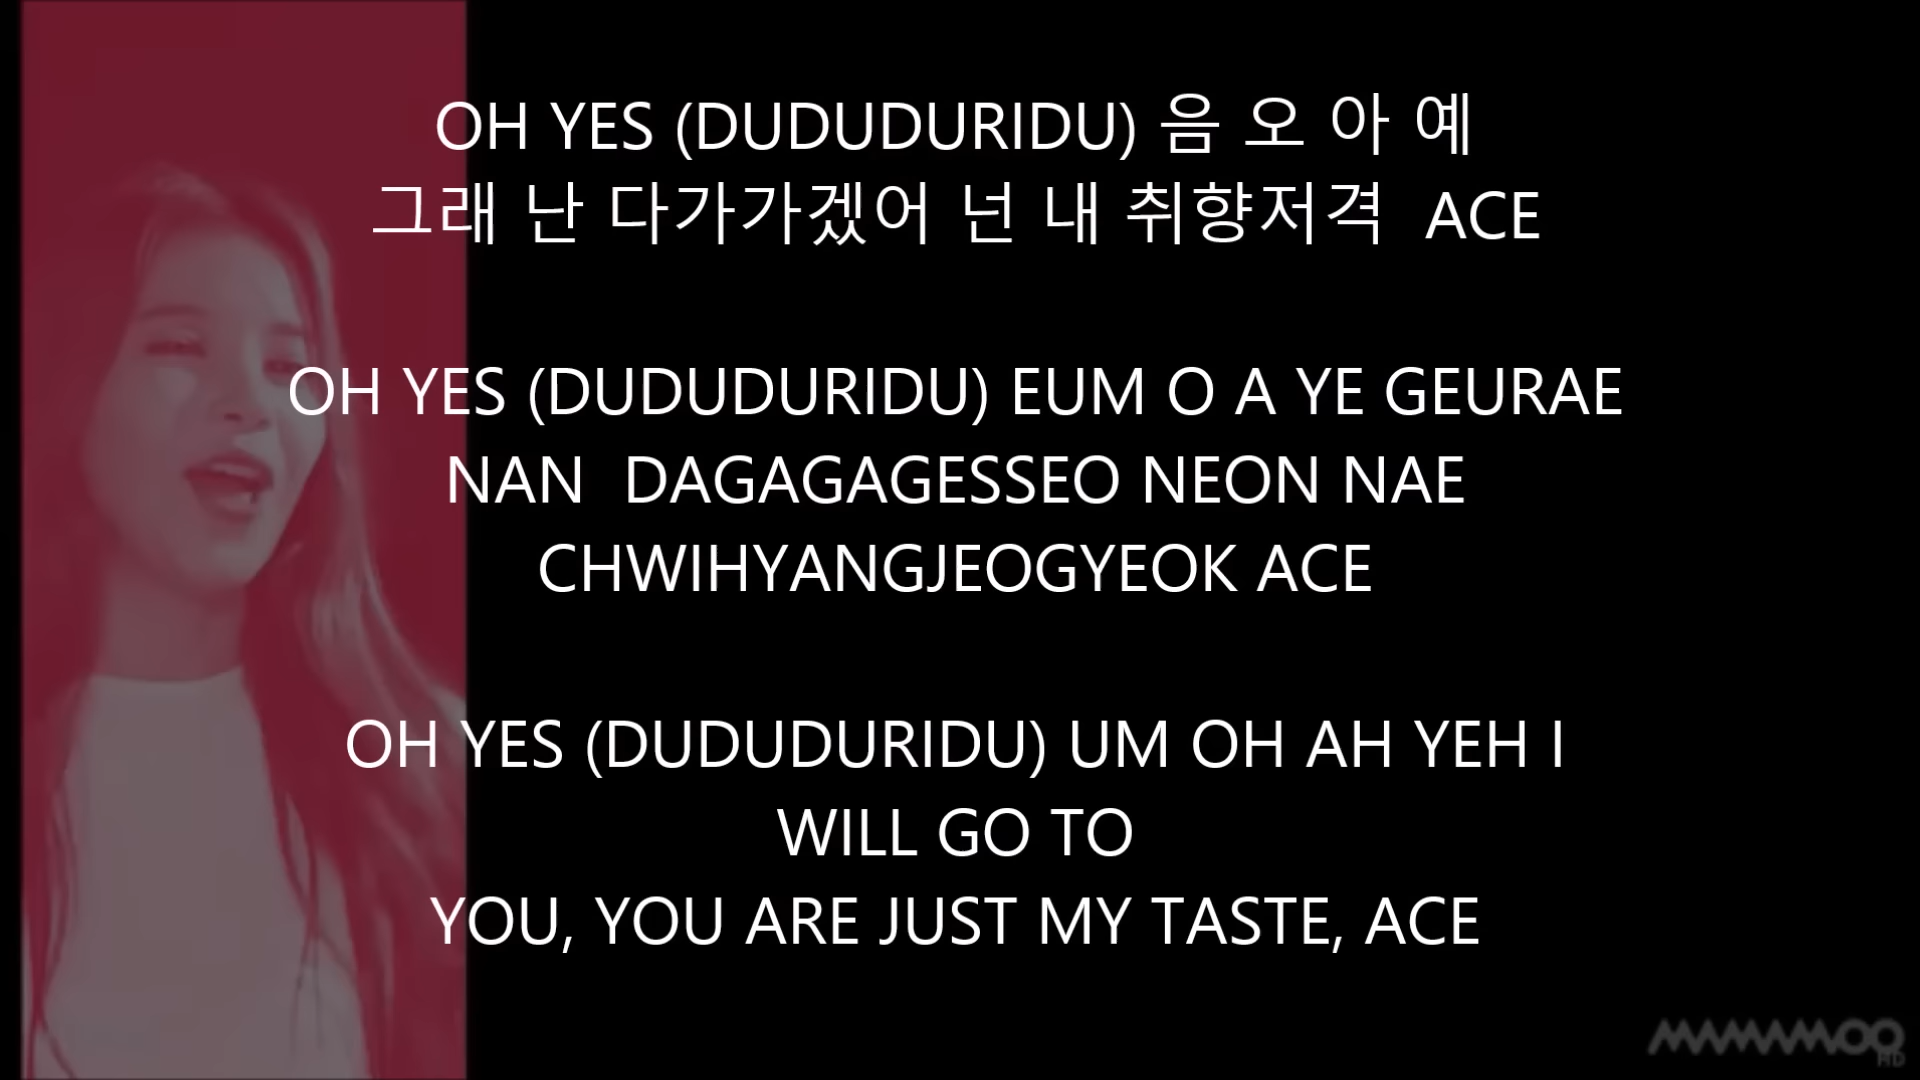 OH YES (DUDUDURIDU) 음 오 아 예
그래 난 다가가겠어 넌 내 취향저격 ACE
OH YES (DUDUDURIDU) EUM O A YE GEURAE
NAN DAGAGAGESSEO NEON NAE
CHWIHYANGJEOGYEOK ACE
OH YES (DUDUDURIDU) UM OH AH YEH I
WILL GO TO
YOU, YOU ARE JUST MY TASTE, ACE
MAMAMOO
HD